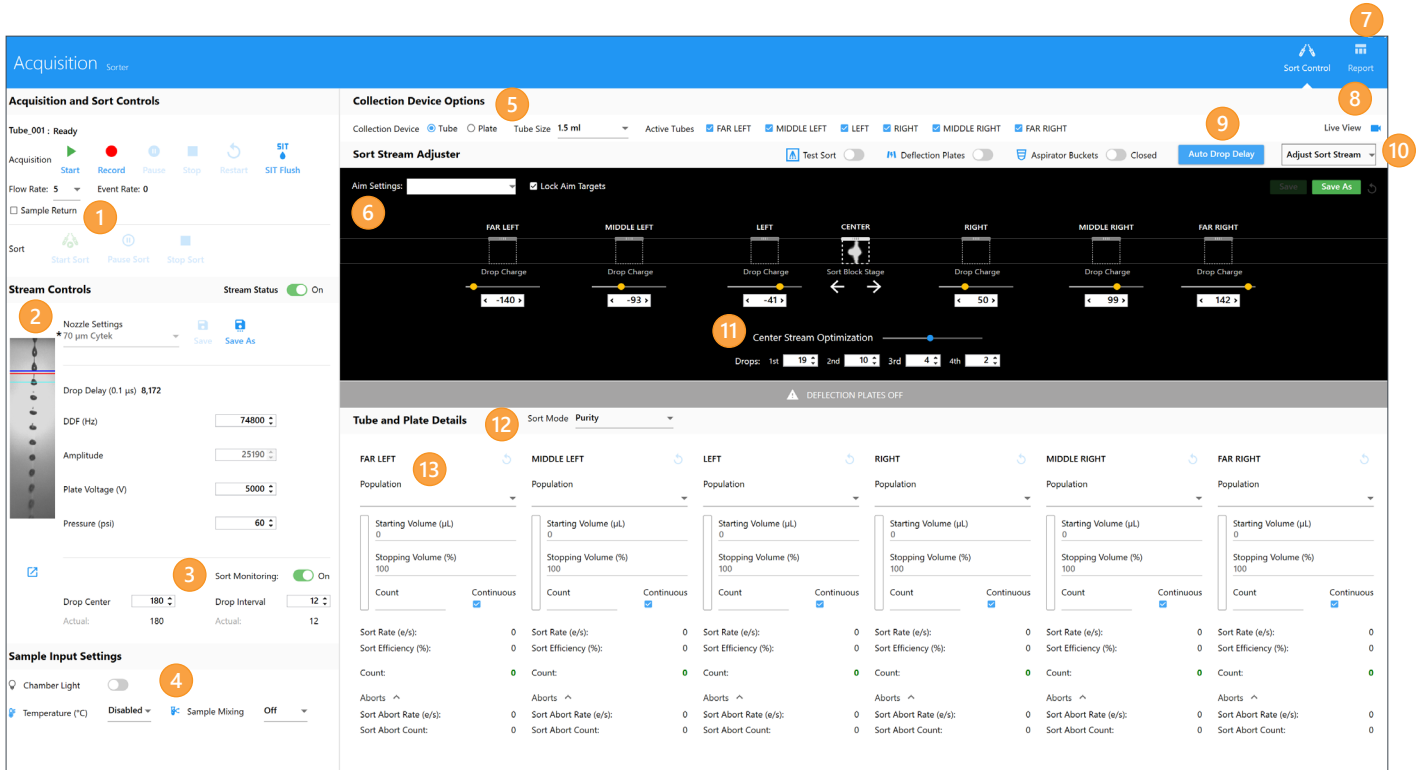 7
Acquisition Sorter
Sort Control Report
Acquisition and Sort Controls
Tube_001 : Ready
Acquisition
Start Record Pause Stop Restart SIT Flush
SIT
Flow Rate: 5 Event Rate: 0
Sample Return
1
Sort
Start Sort Pause Sort Stop Sort
Stream Controls Stream Status On
2
Nozzle Settings
*70 μm Cytek
Save Save As
Drop Delay (0.1 μs) 8,172
DDF (Hz) 74800
Amplitude 25190
Plate Voltage (V) 5000
Pressure (psi) 60
3
Sort Monitoring: On
Drop Center 180 Drop Interval 12
Actual: 180 Actual: 12
Sample Input Settings
Chamber Light
4
Temperature (°C) Disabled Sample Mixing Off
Collection Device Options
5
8
Collection Device Tube Plate Tube Size 1.5 ml Active Tubes FAR LEFT MIDDLE LEFT LEFT RIGHT MIDDLE RIGHT FAR RIGHT Live View
9
Sort Stream Adjuster Test Sort Deflection Plates Aspirator Buckets Closed Auto Drop Delay Adjust Sort Stream
10
Aim Settings: Lock Aim Targets Save Save As
6
FAR LEFT MIDDLE LEFT LEFT CENTER RIGHT MIDDLE RIGHT FAR RIGHT
Drop Charge Drop Charge Drop Charge Sort Block Stage Drop Charge Drop Charge Drop Charge
-140 -93 -41 50 99 142
11
Center Stream Optimization
Drops: 1st 19 2nd 10 3rd 4 4th 2
DEFLECTION PLATES OFF
Tube and Plate Details
12
Sort Mode Purity
13
FAR LEFT MIDDLE LEFT LEFT RIGHT MIDDLE RIGHT FAR RIGHT
Population Population Population Population Population Population
Starting Volume (μL) Starting Volume (μL) Starting Volume (μL) Starting Volume (μL) Starting Volume (μL) Starting Volume (μL)
0 0 0 0 0 0
Stopping Volume (%) Stopping Volume (%) Stopping Volume (%) Stopping Volume (%) Stopping Volume (%) Stopping Volume (%)
100 100 100 100 100 100
Count Continuous Count Continuous Count Continuous Count Continuous Count Continuous Count Continuous
Sort Rate (e/s): 0 Sort Rate (e/s): 0 Sort Rate (e/s): 0 Sort Rate (e/s): 0 Sort Rate (e/s): 0 Sort Rate (e/s): 0
Sort Efficiency (%): 0 Sort Efficiency (%): 0 Sort Efficiency (%): 0 Sort Efficiency (%): 0 Sort Efficiency (%): 0 Sort Efficiency (%): 0
Count: 0 Count: 0 Count: 0 Count: 0 Count: 0 Count: 0
Aborts Aborts Aborts Aborts Aborts Aborts
Sort Abort Rate (e/s): 0 Sort Abort Rate (e/s): 0 Sort Abort Rate (e/s): 0 Sort Abort Rate (e/s): 0 Sort Abort Rate (e/s): 0 Sort Abort Rate (e/s): 0
Sort Abort Count: 0 Sort Abort Count: 0 Sort Abort Count: 0 Sort Abort Count: 0 Sort Abort Count: 0 Sort Abort Count: 0